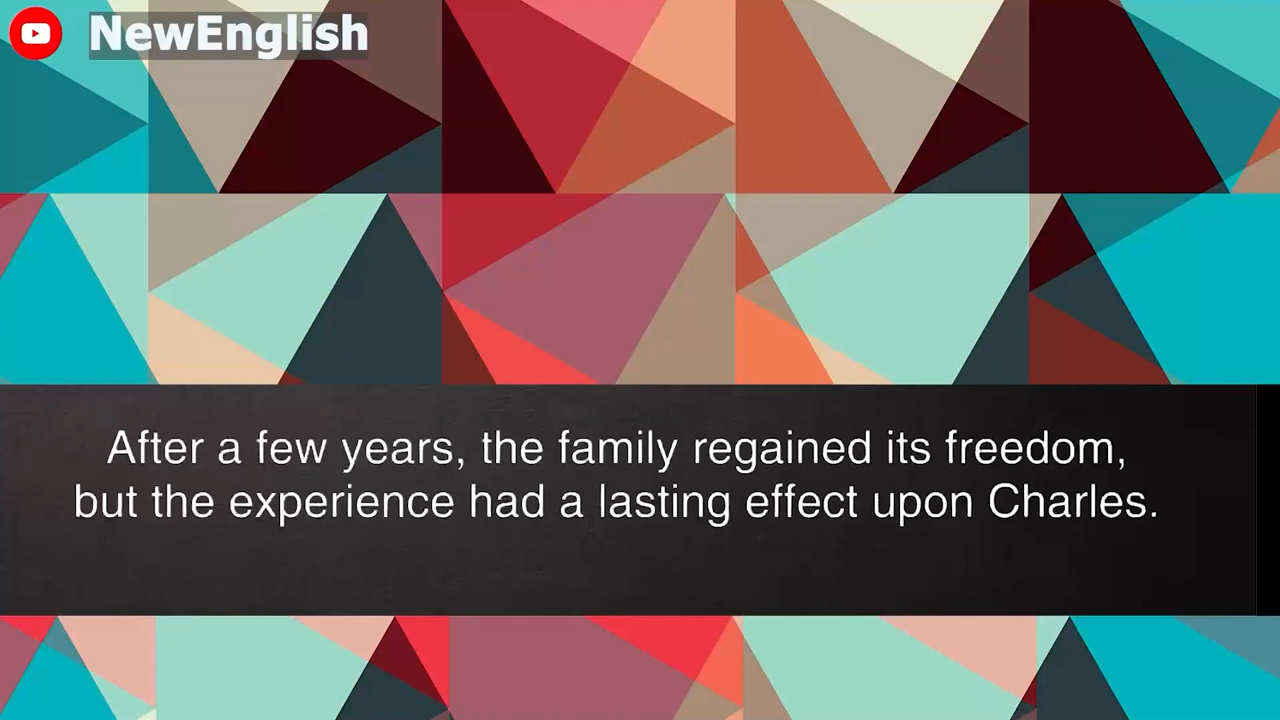 NewEnglish
After a few years, the family regained its freedom,
but the experience had a lasting effect upon Charles.